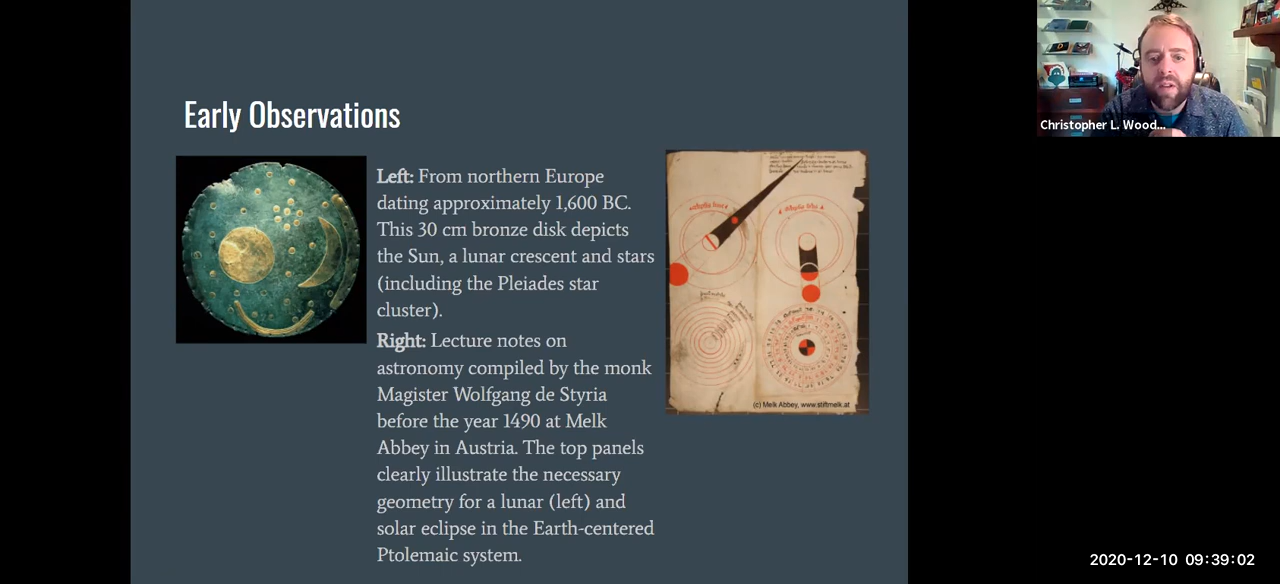 Early Observations
Left: From northern Europe
dating approximately 1,600 BC.
This 30 cm bronze disk depicts
the Sun, a lunar crescent and stars
(including the Pleiades star
cluster).
Right: Lecture notes on
astronomy compiled by the monk
Magister Wolfgang de Styria
before the year 1490 at Melk
Abbey in Austria. The top panels
clearly illustrate the necessary
geometry for a lunar (left) and
solar eclipse in the Earth-centered
Ptolemaic system.
(c) Melk Abbey, www.stiftmelk.at
Christopher L. Wood...
2020-12-10 09:39:02